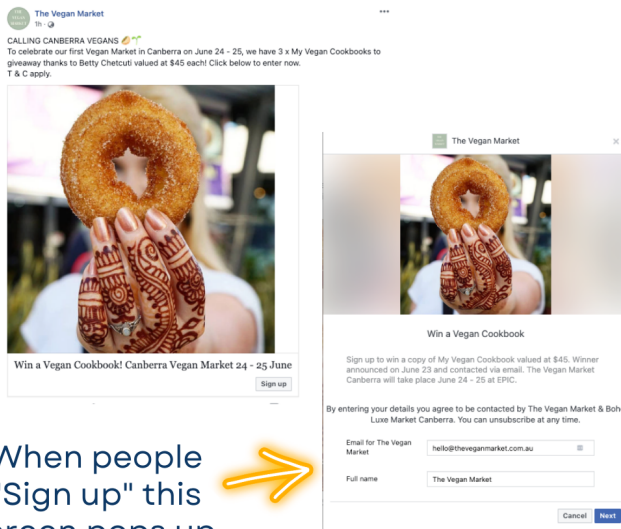 The Vegan Market
1h
CALLING CANBERRA VEGANS
To celebrate our first Vegan Market in Canberra on June 24 - 25, we have 3 x My Vegan Cookbooks to
giveaway thanks to Betty Chetcuti valued at $45 each! Click below to enter now.
T & C apply.
Win a Vegan Cookbook! Canberra Vegan Market 24 - 25 June
Sign up
When people
"Sign up" this
screen pops up
The Vegan Market
Win a Vegan Cookbook
Sign up to win a copy of My Vegan Cookbook valued at $45. Winner
announced on June 23 and contacted via email. The Vegan Market
Canberra will take place June 24 - 25 at EPIC.
By entering your details you agree to be contacted by The Vegan Market & Boho
Luxe Market Canberra. You can unsubscribe at any time.
Email for The Vegan
Market
hello@theveganmarket.com.au
Full name
The Vegan Market
Cancel
Next